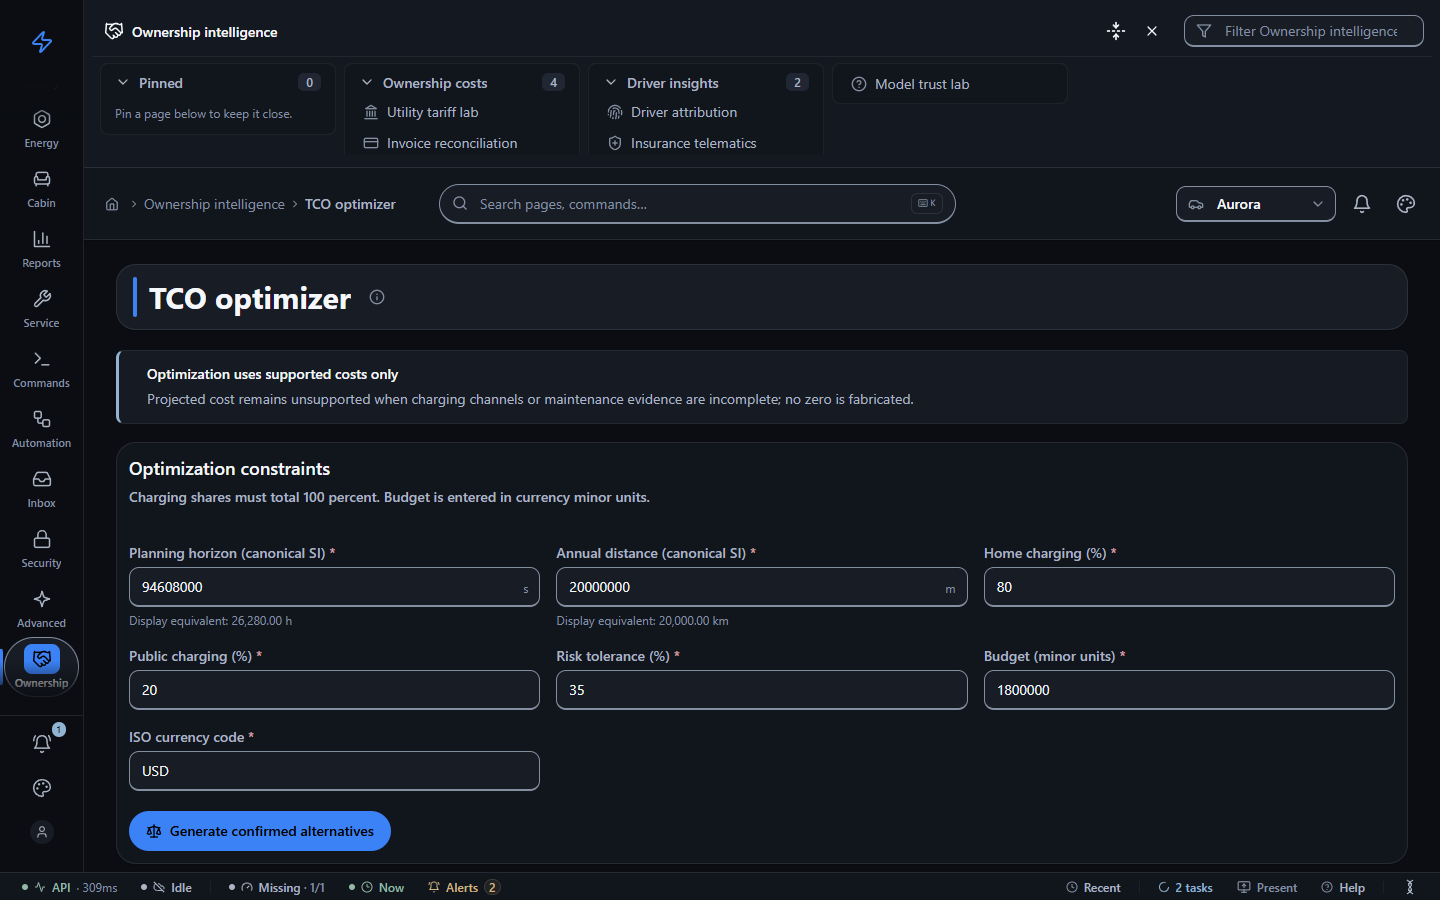 Ownership intelligence
Filter Ownership intelligence
Pinned 0
Pin a page below to keep it close.
Ownership costs 4
Utility tariff lab
Invoice reconciliation
Driver insights 2
Driver attribution
Insurance telematics
Model trust lab
Energy
Cabin
Reports
Service
Commands
Automation
Inbox
Security
Advanced
Ownership
1
Ownership intelligence
TCO optimizer
Search pages, commands...
K
Aurora
TCO optimizer
Optimization uses supported costs only
Projected cost remains unsupported when charging channels or maintenance evidence are incomplete; no zero is fabricated.
Optimization constraints
Charging shares must total 100 percent. Budget is entered in currency minor units.
Planning horizon (canonical SI) *
94608000 s
Display equivalent: 26,280.00 h
Annual distance (canonical SI) *
20000000 m
Display equivalent: 20,000.00 km
Home charging (%) *
80
Public charging (%) *
20
Risk tolerance (%) *
35
Budget (minor units) *
1800000
ISO currency code *
USD
Generate confirmed alternatives
API · 309ms
Idle
Missing · 1/1
Now
Alerts 2
Recent
2 tasks
Present
Help